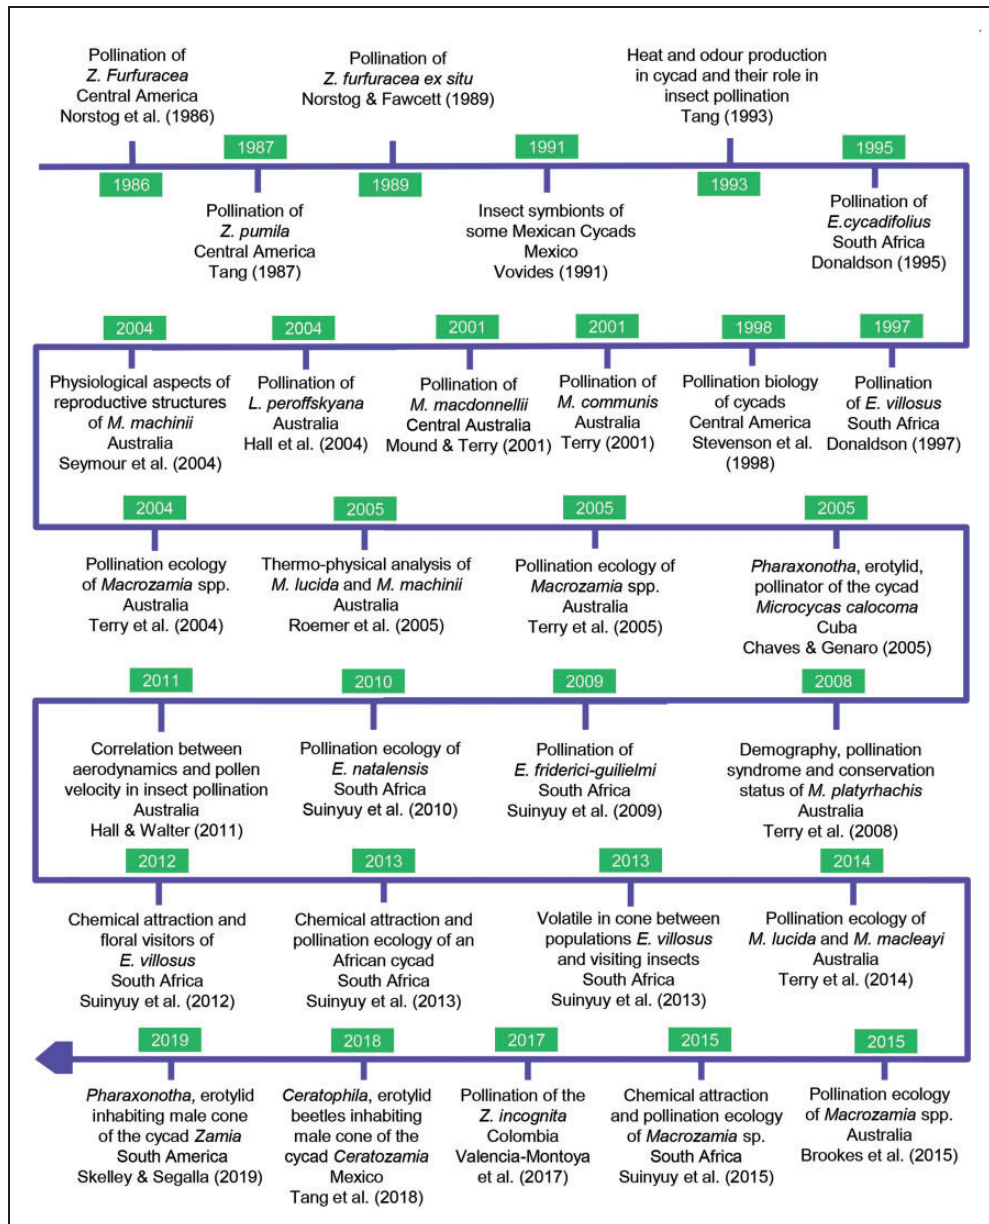 Pollination of
Z. Furfuracea
Central America
Norstog et al. (1986)
1986
1987
Pollination of
Z. pumila
Central America
Tang (1987)
Pollination of
Z. furfuracea ex situ
Norstog & Fawcett (1989)
1989
1991
Insect symbionts of
some Mexican Cycads
Mexico
Vovides (1991)
Heat and odour production
in cycad and their role in
insect pollination
Tang (1993)
1993
1995
Pollination of
E.cycadifolius
South Africa
Donaldson (1995)
2004
Physiological aspects of
reproductive structures
of M. machinii
Australia
Seymour et al. (2004)
2004
Pollination of
L. peroffskyana
Australia
Hall et al. (2004)
2001
Pollination of
M. macdonnellii
Central Australia
Mound & Terry (2001)
2001
Pollination of
M. communis
Australia
Terry (2001)
1998
Pollination biology
of cycads
Central America
Stevenson et al.
(1998)
1997
Pollination
of E. villosus
South Africa
Donaldson (1997)
2004
Pollination ecology
of Macrozamia spp.
Australia
Terry et al. (2004)
2005
Thermo-physical analysis of
M. lucida and M. machinii
Australia
Roemer et al. (2005)
2005
Pollination ecology of
Macrozamia spp.
Australia
Terry et al. (2005)
2005
Pharaxonotha, erotylid,
pollinator of the cycad
Microcycas calocoma
Cuba
Chaves & Genaro (2005)
2011
Correlation between
aerodynamics and pollen
velocity in insect pollination
Australia
Hall & Walter (2011)
2010
Pollination ecology of
E. natalensis
South Africa
Suinyuy et al. (2010)
2009
Pollination of
E. friderici-guilielmi
South Africa
Suinyuy et al. (2009)
2008
Demography, pollination
syndrome and conservation
status of M. platyrhachis
Australia
Terry et al. (2008)
2012
Chemical attraction and
floral visitors of
E. villosus
South Africa
Suinyuy et al. (2012)
2013
Chemical attraction and
pollination ecology of an
African cycad
South Africa
Suinyuy et al. (2013)
2013
Volatile in cone between
populations E. villosus
and visiting insects
South Africa
Suinyuy et al. (2013)
2014
Pollination ecology of
M. lucida and M. macleayi
Australia
Terry et al. (2014)
2019
Pharaxonotha, erotylid
inhabiting male cone
of the cycad Zamia
South America
Skelley & Segalla (2019)
2018
Ceratophila, erotylid
beetles inhabiting
male cone of the
cycad Ceratozamia
Mexico
Tang et al. (2018)
2017
Pollination of the
Z. incognita
Colombia
Valencia-Montoya
et al. (2017)
2015
Chemical attraction
and pollination ecology
of Macrozamia sp.
South Africa
Suinyuy et al. (2015)
2015
Pollination ecology
of Macrozamia spp.
Australia
Brookes et al. (2015)